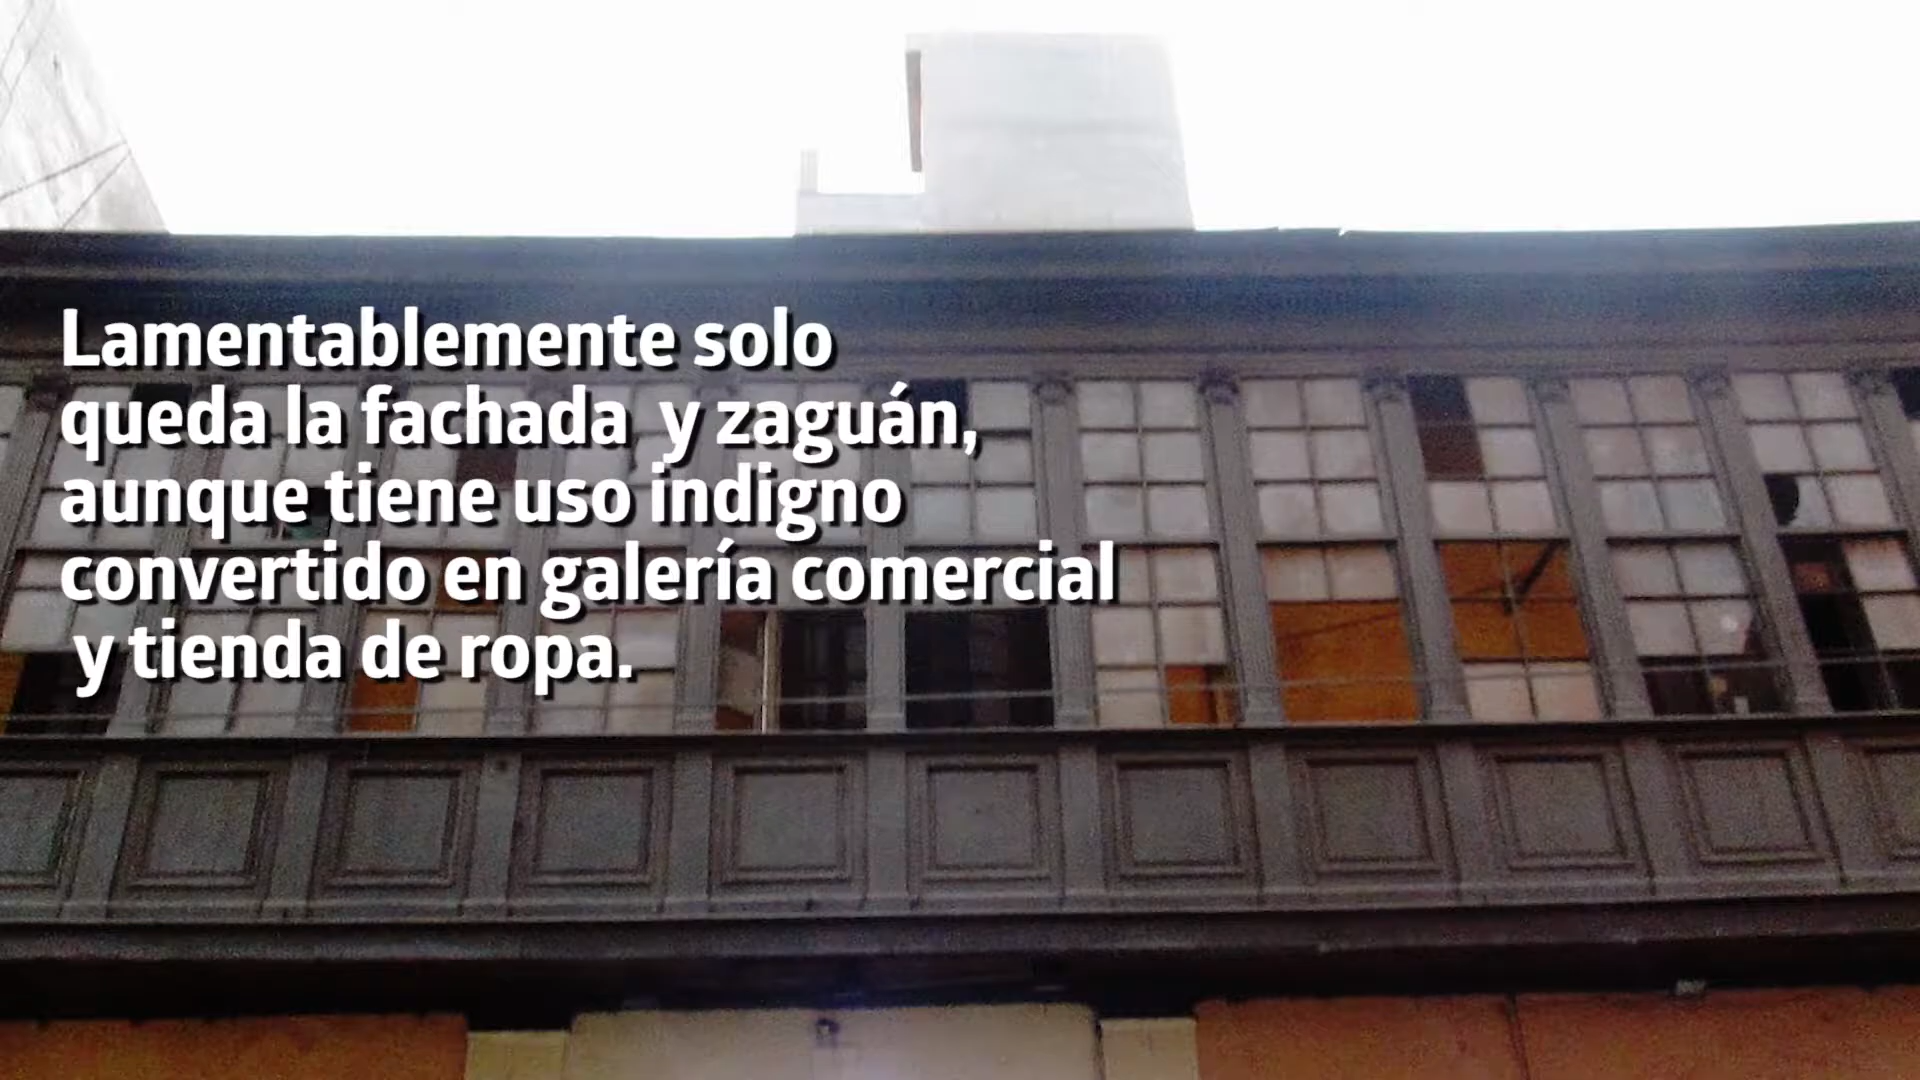 Lamentablemente solo
queda la fachada  y zaguán,
aunque tiene uso indigno
convertido en galería comercial
y tienda de ropa.